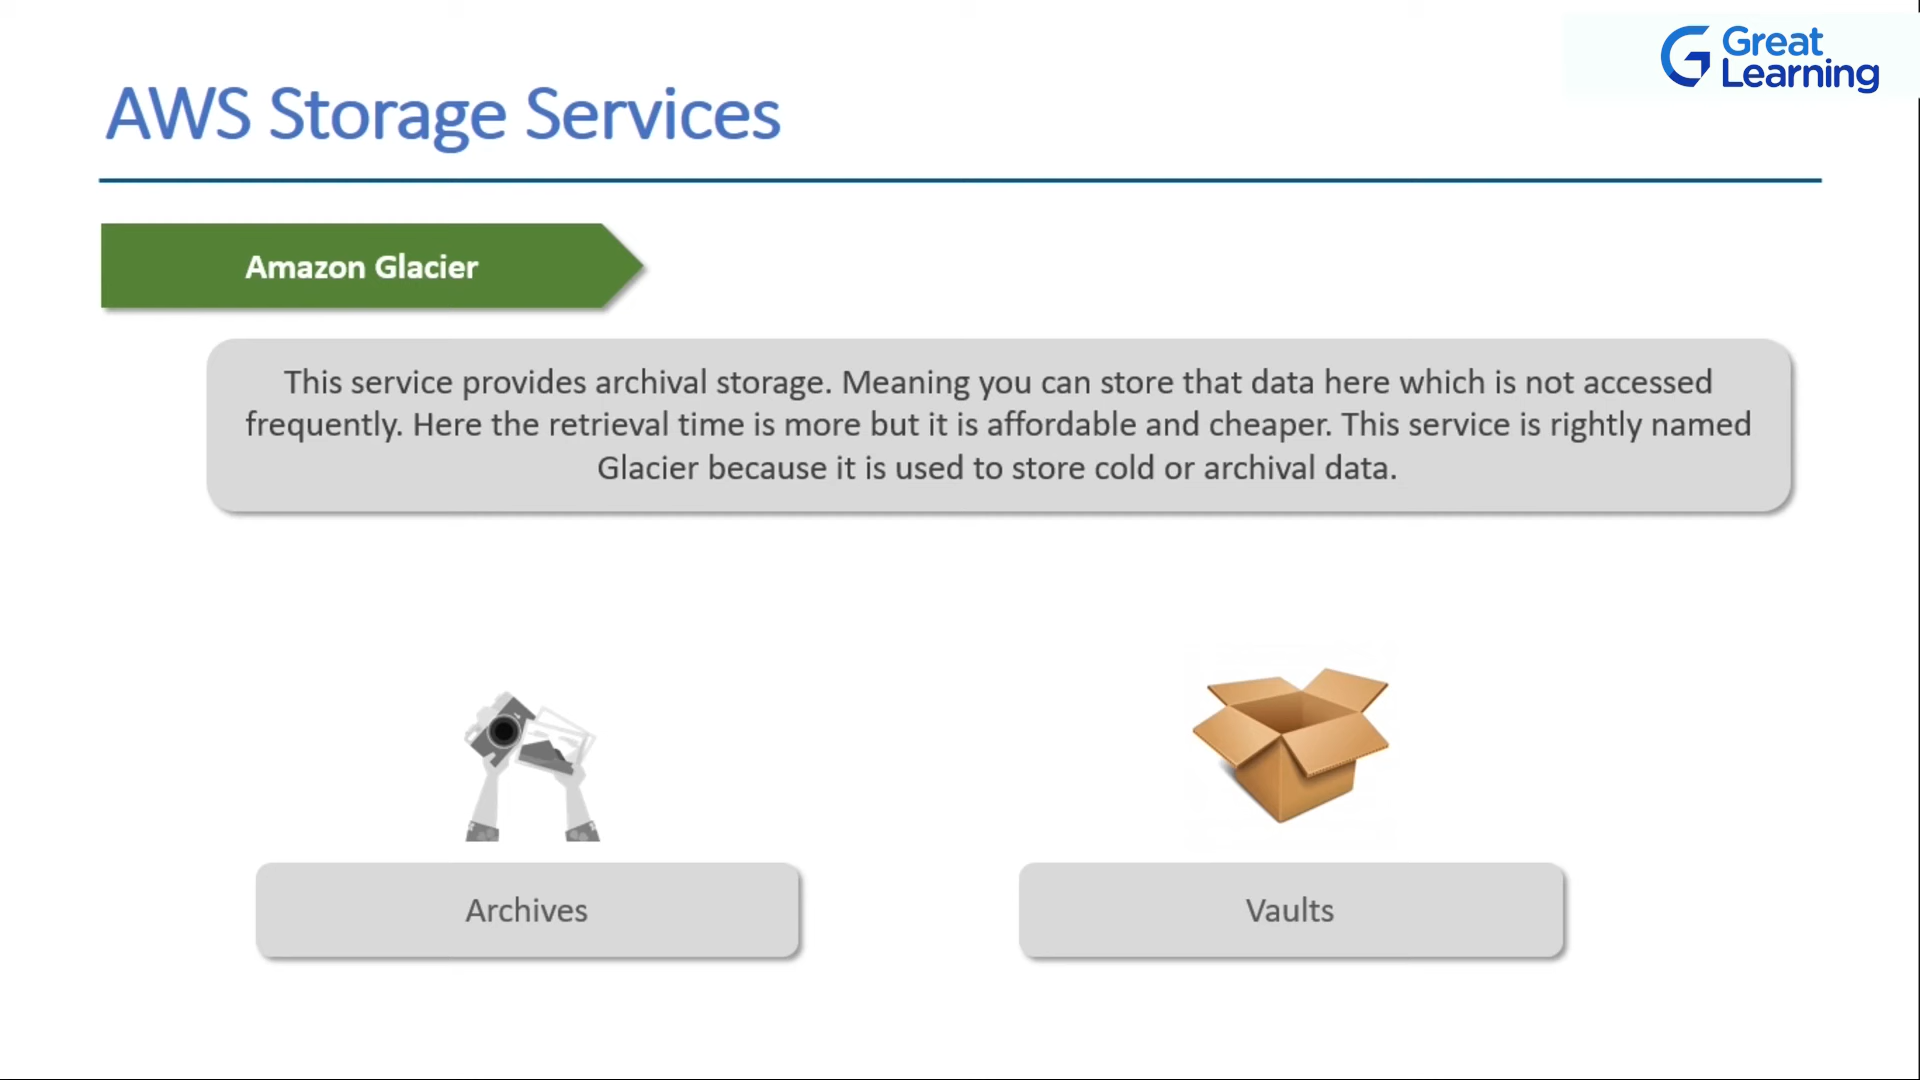 Great
Learning
AWS Storage Services
Amazon Glacier
This service provides archival storage. Meaning you can store that data here which is not accessed
frequently. Here the retrieval time is more but it is affordable and cheaper. This service is rightly named
Glacier because it is used to store cold or archival data.
Archives
Vaults